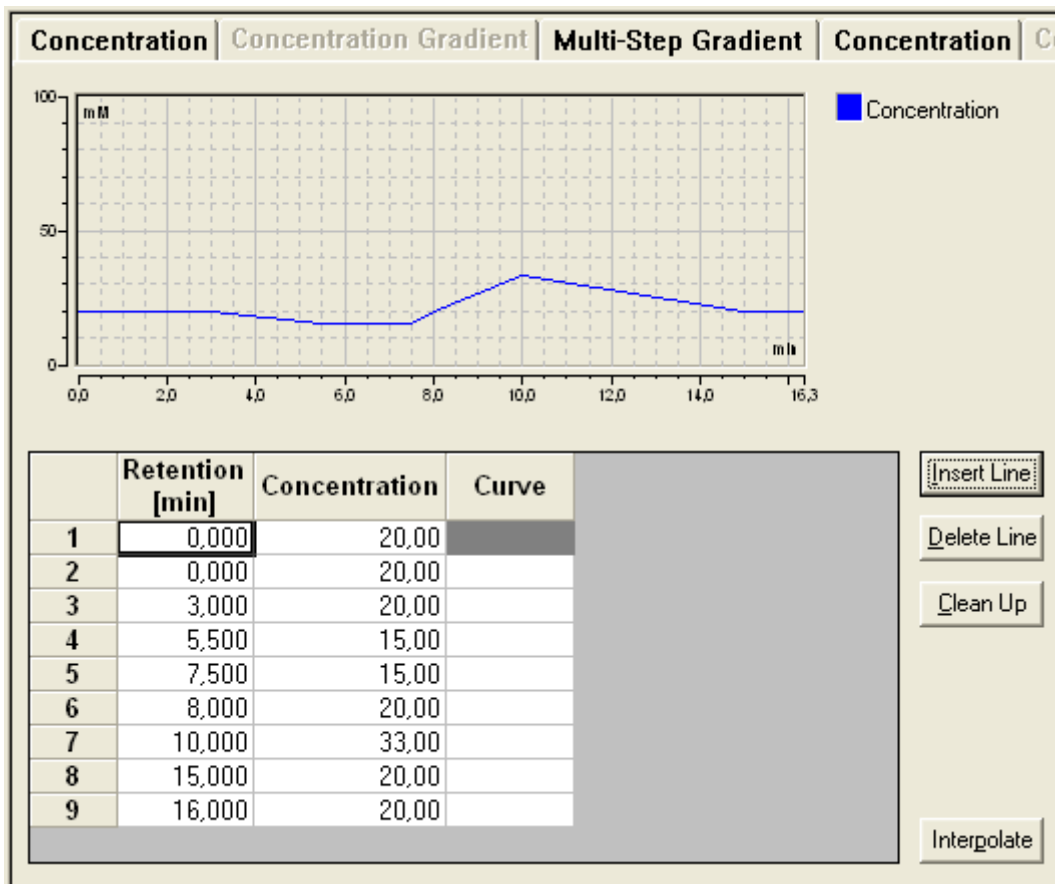 Concentration Concentration Gradient Multi-Step Gradient Concentration
100
mM
Concentration
50
min
0
0,0 2,0 4,0 6,0 8,0 10,0 12,0 14,0 16,3
Retention [min] Concentration Curve
Insert Line
1 0,000 20,00
Delete Line
2 0,000 20,00
3 3,000 20,00
Clean Up
4 5,500 15,00
5 7,500 15,00
6 8,000 20,00
7 10,000 33,00
8 15,000 20,00
9 16,000 20,00
Interpolate